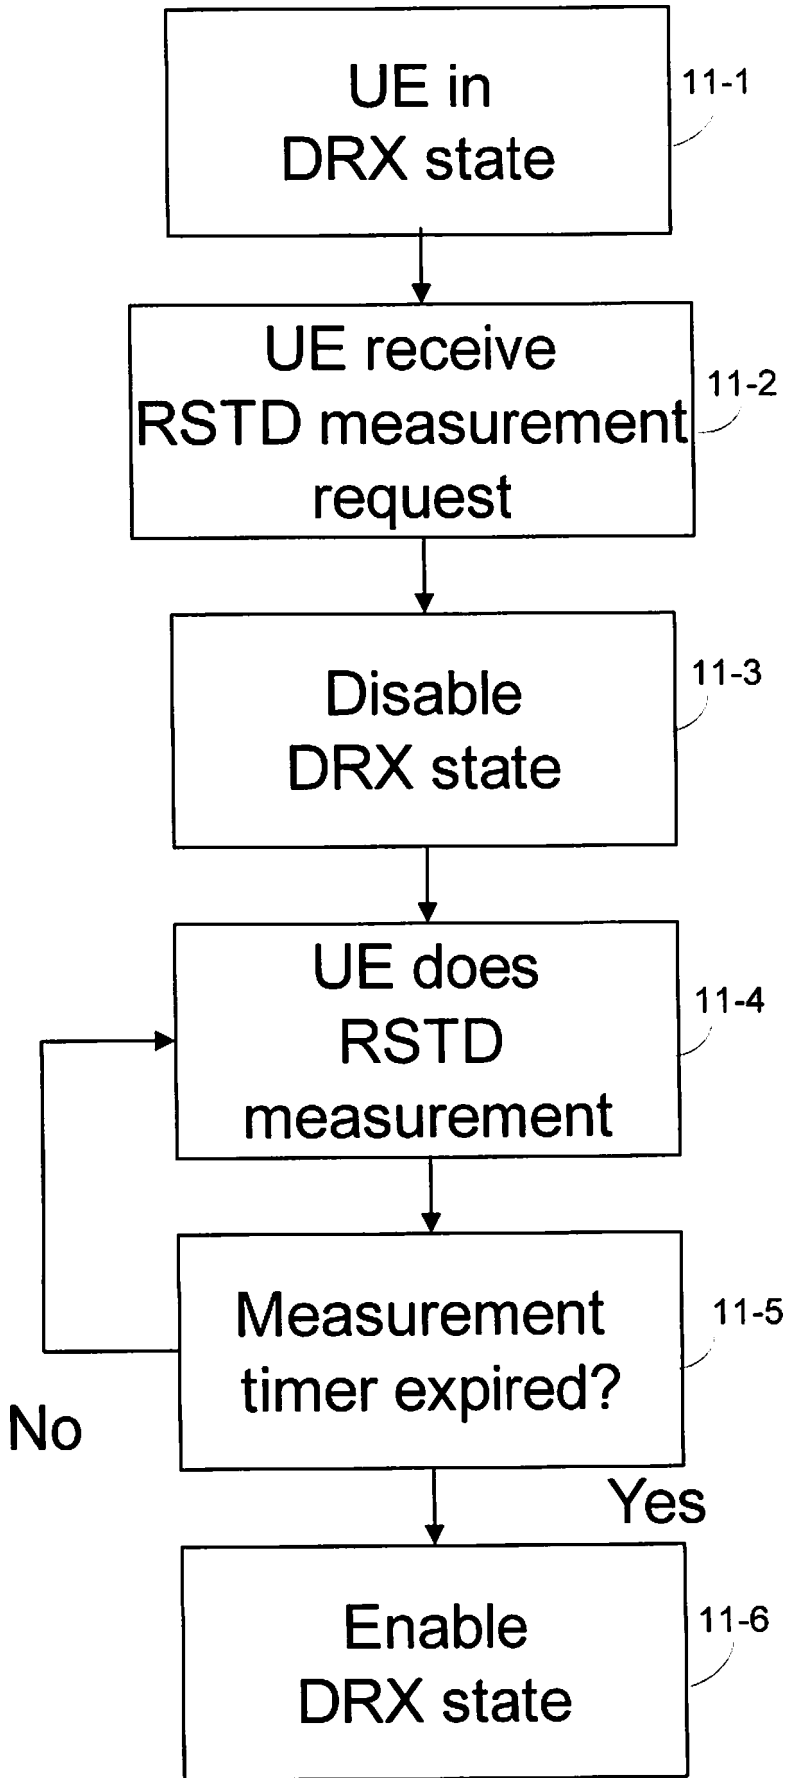 UE in
DRX state
11-1
UE receive
RSTD measurement
request
11-2
Disable
DRX state
11-3
UE does
RSTD
measurement
11-4
Measurement
timer expired?
11-5
No
Yes
Enable
DRX state
11-6